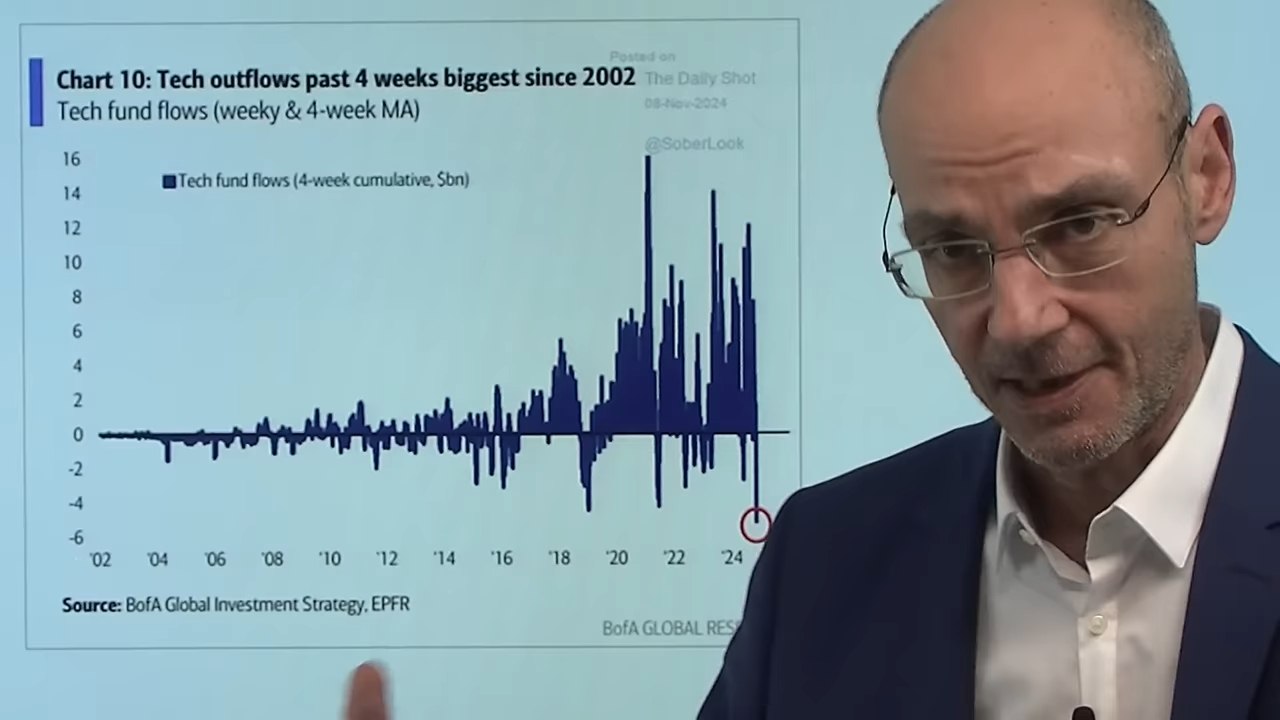 Chart 10: Tech outflows past 4 weeks biggest since 2002
Tech fund flows (weeky & 4-week MA)
Posted on
The Daily Shot
08-Nov-2024
@SoberLook
Tech fund flows (4-week cumulative, $bn)
16
14
12
10
8
6
4
2
0
-2
-4
-6
'02 '04 '06 '08 '10 '12 '14 '16 '18 '20 '22 '24
Source: BofA Global Investment Strategy, EPFR
BofA GLOBAL RES